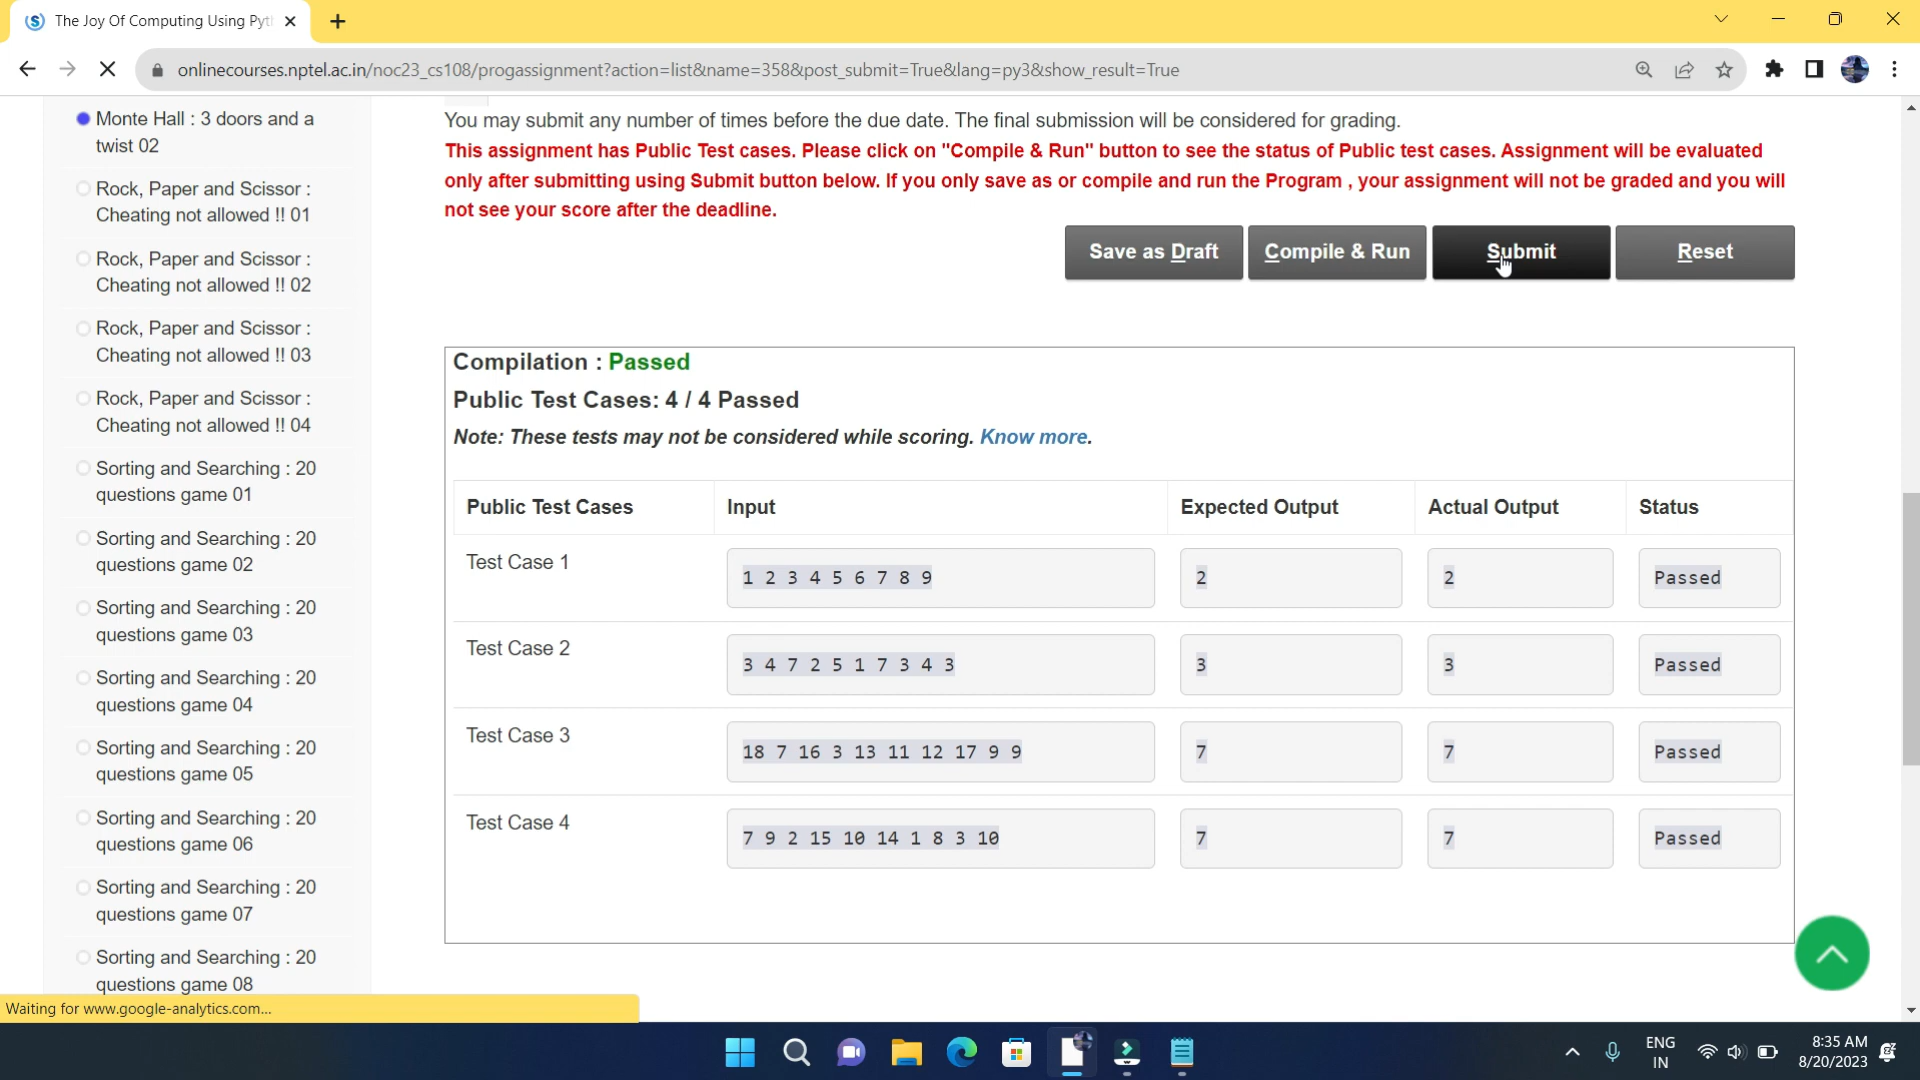 The Joy Of Computing Using Pyt
onlinecourses.nptel.ac.in/noc23_cs108/progassignment?action=list&name=358&post_submit=True&lang=py3&show_result=True
Monte Hall : 3 doors and a
twist 02
Rock, Paper and Scissor :
Cheating not allowed !! 01
Rock, Paper and Scissor :
Cheating not allowed !! 02
Rock, Paper and Scissor :
Cheating not allowed !! 03
Rock, Paper and Scissor :
Cheating not allowed !! 04
Sorting and Searching : 20
questions game 01
Sorting and Searching : 20
questions game 02
Sorting and Searching : 20
questions game 03
Sorting and Searching : 20
questions game 04
Sorting and Searching : 20
questions game 05
Sorting and Searching : 20
questions game 06
Sorting and Searching : 20
questions game 07
Sorting and Searching : 20
questions game 08
You may submit any number of times before the due date. The final submission will be considered for grading.
This assignment has Public Test cases. Please click on "Compile & Run" button to see the status of Public test cases. Assignment will be evaluated
only after submitting using Submit button below. If you only save as or compile and run the Program , your assignment will not be graded and you will
not see your score after the deadline.
Save as Draft Compile & Run Submit Reset
Compilation : Passed
Public Test Cases: 4 / 4 Passed
Note: These tests may not be considered while scoring. Know more.
Public Test Cases Input Expected Output Actual Output Status
Test Case 1 1 2 3 4 5 6 7 8 9 2 2 Passed
Test Case 2 3 4 7 2 5 1 7 3 4 3 3 3 Passed
Test Case 3 18 7 16 3 13 11 12 17 9 9 7 7 Passed
Test Case 4 7 9 2 15 10 14 1 8 3 10 7 7 Passed
Waiting for www.google-analytics.com...
ENG
IN
8:35 AM
8/20/2023